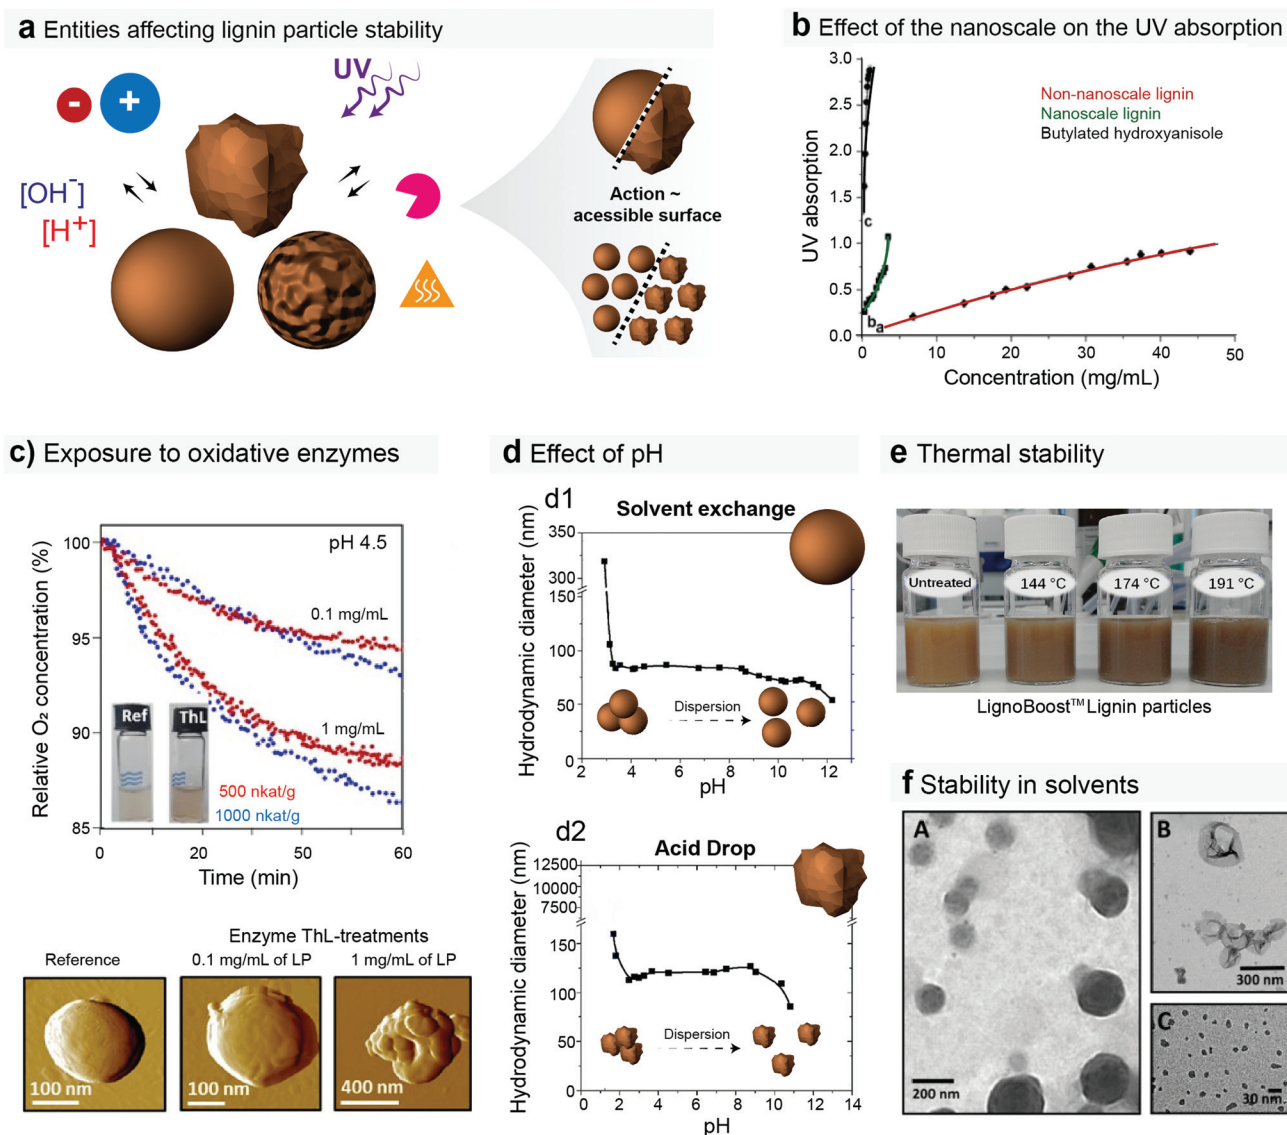 a Entities affecting lignin particle stability
- +
UV
[OH⁻]
[H⁺]
Action ~
acessible surface
b Effect of the nanoscale on the UV absorption
UV absorption
3.0
2.5
2.0
1.5
1.0
0.5
0.0
Non-nanoscale lignin
Nanoscale lignin
Butylated hydroxyanisole
c
b
a
0 10 20 30 40 50
Concentration (mg/mL)
c) Exposure to oxidative enzymes
Relative O₂ concentration (%)
100
95
90
85
pH 4.5
0.1 mg/mL
1 mg/mL
Ref ThL
500 nkat/g
1000 nkat/g
0 20 40 60
Time (min)
Enzyme ThL-treatments
Reference 0.1 mg/mL of LP 1 mg/mL of LP
100 nm 100 nm 400 nm
d Effect of pH
d1
Solvent exchange
Hydrodynamic diameter (nm)
350
300
150
100
50
0
Dispersion
2 4 6 8 10 12
pH
d2
Acid Drop
Hydrodynamic diameter (nm)
12500
10000
7500
150
100
50
0
Dispersion
0 2 4 6 8 10 12 14
pH
e Thermal stability
Untreated 144 °C 174 °C 191 °C
LignoBoost™ Lignin particles
f Stability in solvents
A
200 nm
B
300 nm
C
30 nm